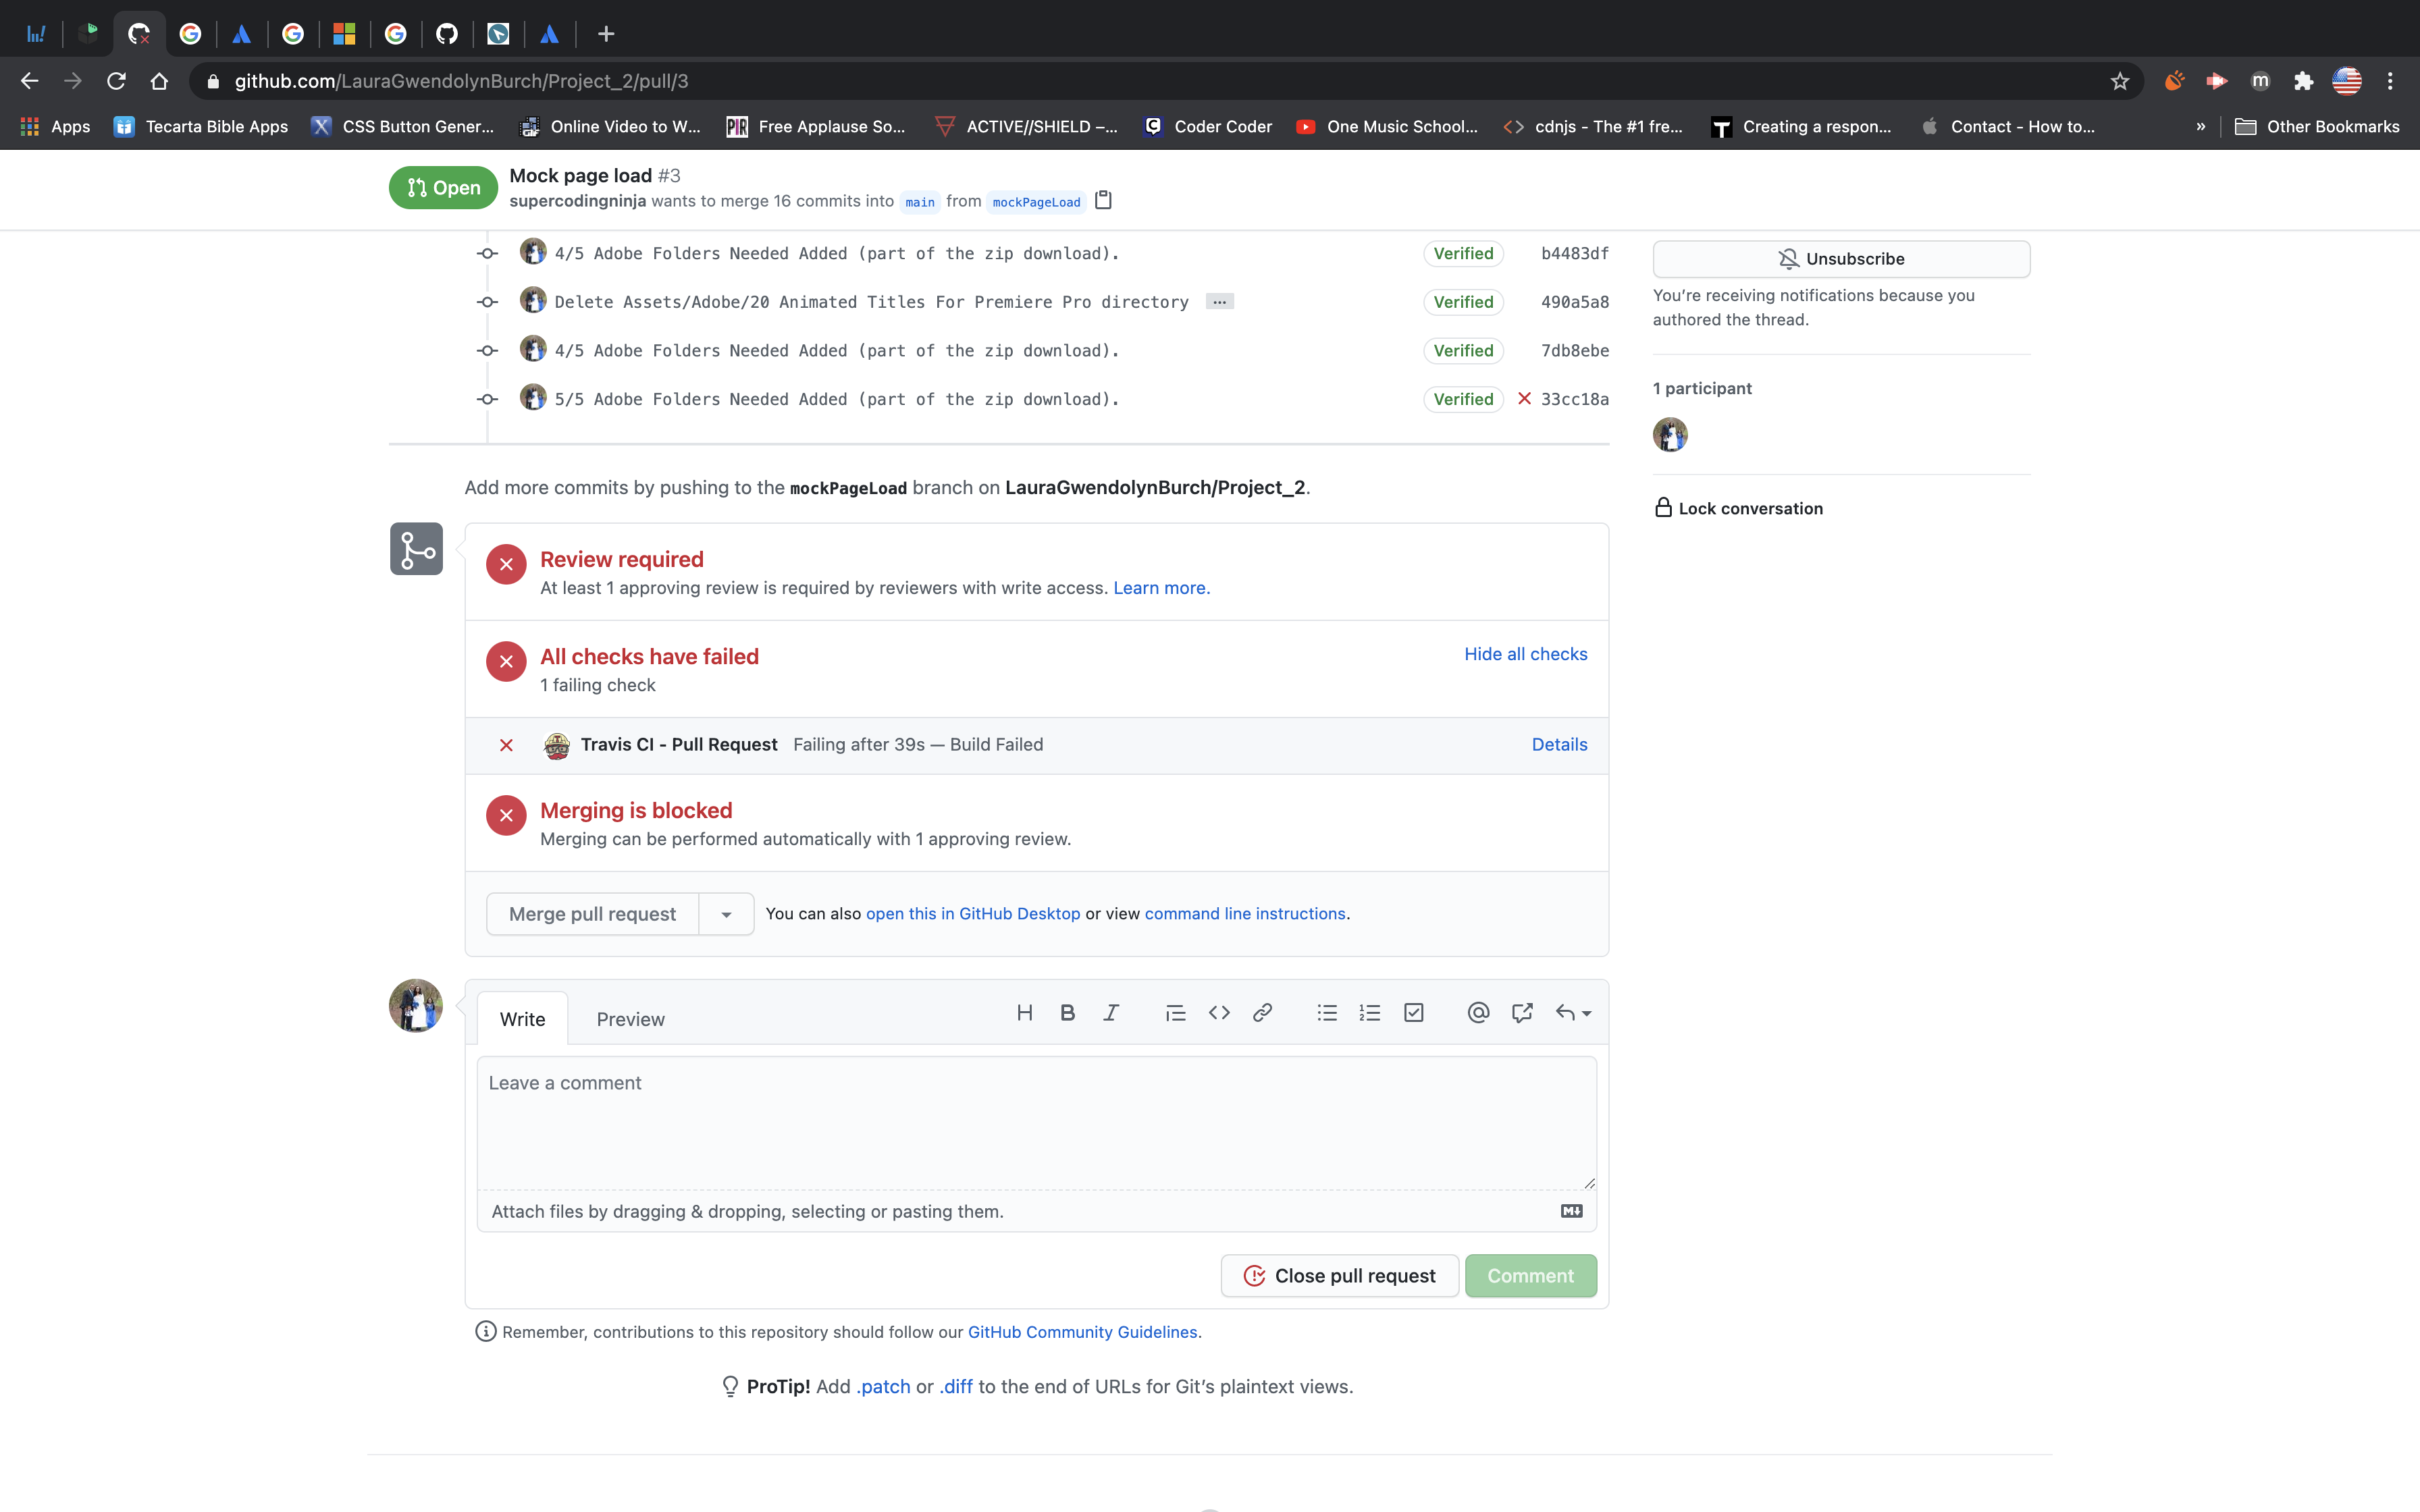 github.com/LauraGwendolynBurch/Project_2/pull/3
Apps Tecarta Bible Apps CSS Button Gener... Online Video to W... Free Applause So... ACTIVE//SHIELD –... Coder Coder One Music School... cdnjs - The #1 fre... Creating a respon... Contact - How to... » Other Bookmarks
Open
Mock page load #3
supercodingninja wants to merge 16 commits into main from mockPageLoad
4/5 Adobe Folders Needed Added (part of the zip download). Verified b4483df
Delete Assets/Adobe/20 Animated Titles For Premiere Pro directory ... Verified 490a5a8
4/5 Adobe Folders Needed Added (part of the zip download). Verified 7db8ebe
5/5 Adobe Folders Needed Added (part of the zip download). Verified 33cc18a
Unsubscribe
You’re receiving notifications because you
authored the thread.
1 participant
Lock conversation
Add more commits by pushing to the mockPageLoad branch on LauraGwendolynBurch/Project_2.
Review required
At least 1 approving review is required by reviewers with write access. Learn more.
All checks have failed
Hide all checks
1 failing check
Travis CI - Pull Request Failing after 39s — Build Failed Details
Merging is blocked
Merging can be performed automatically with 1 approving review.
Merge pull request You can also open this in GitHub Desktop or view command line instructions.
Write Preview
Leave a comment
Attach files by dragging & dropping, selecting or pasting them.
Close pull request Comment
Remember, contributions to this repository should follow our GitHub Community Guidelines.
ProTip! Add .patch or .diff to the end of URLs for Git’s plaintext views.